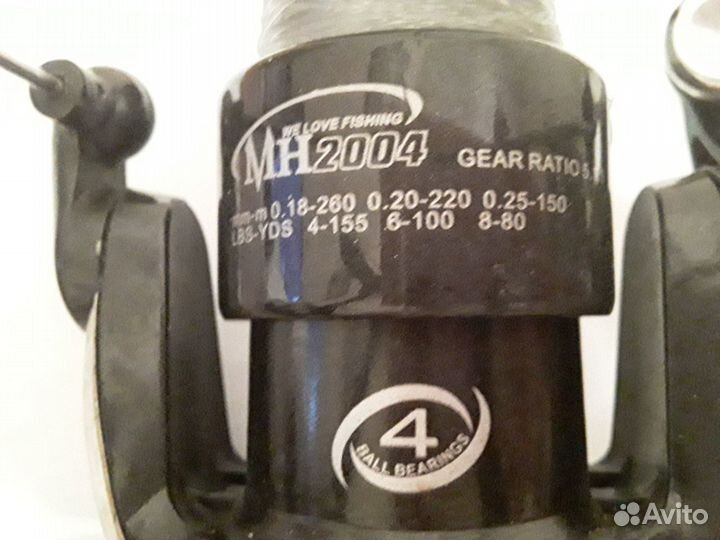 WE LOVE FISHING
MH2004
GEAR RATIO
mm-m 0.18-260 0.20-220 0.25-150
LBS-YDS 4-155 6-100 8-80
4
BALL BEARINGS
Avito